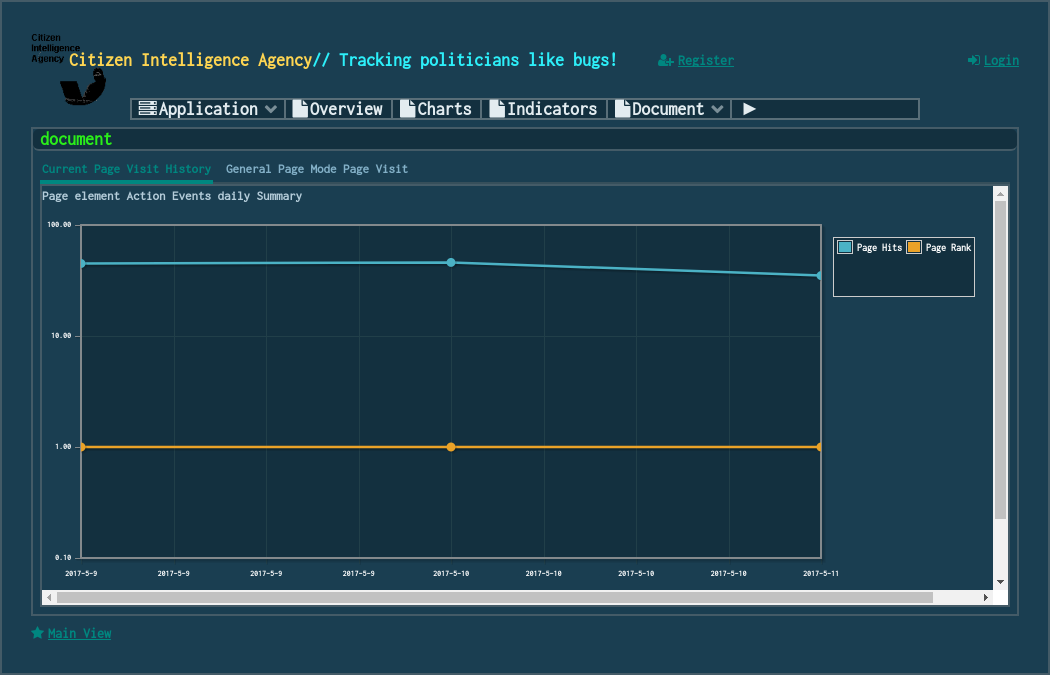 Citizen
Intelligence
Agency
Citizen Intelligence Agency// Tracking politicians like bugs!
Register
Login
Application Overview Charts Indicators Document
document
Current Page Visit History General Page Mode Page Visit
Page element Action Events daily Summary
100.00
10.00
1.00
0.10
2017-5-9 2017-5-9 2017-5-9 2017-5-9 2017-5-10 2017-5-10 2017-5-10 2017-5-10 2017-5-11
Page Hits Page Rank
Main View